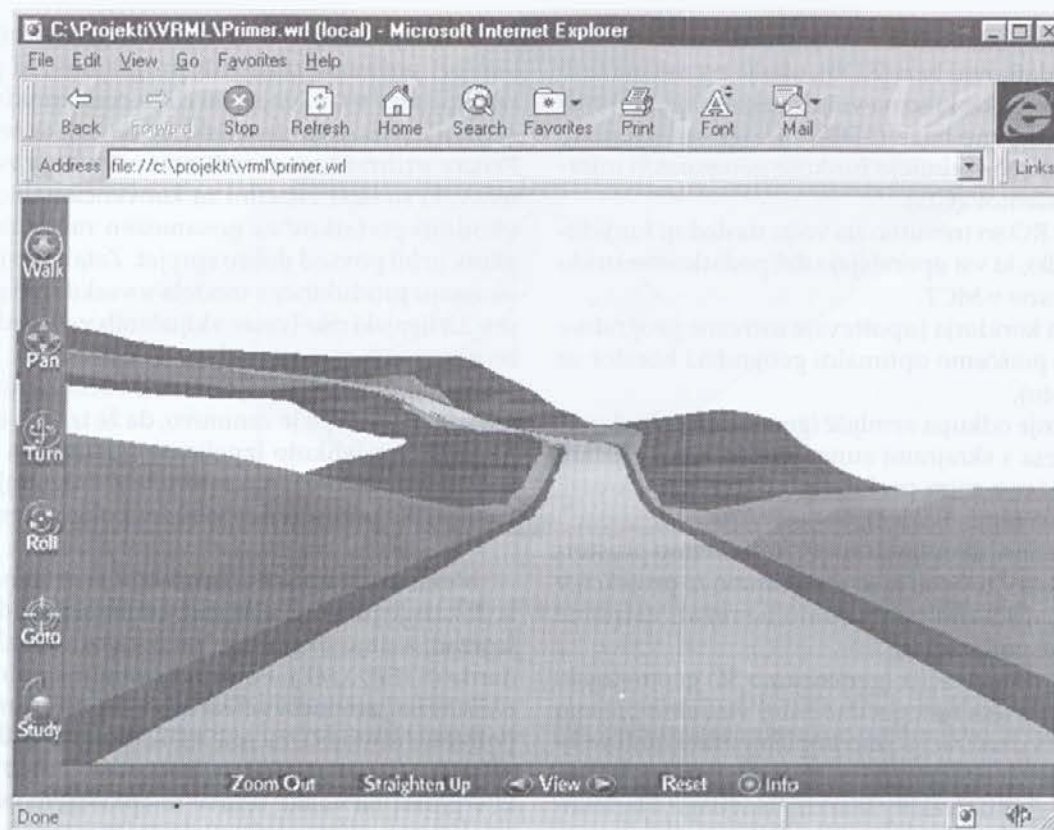 C:\Projekti\VRML\Primer.wrl (local) - Microsoft Internet Explorer
File Edit View Go Favorites Help
Back Forward Stop Refresh Home Search Favorites Print Font Mail
Address file://c:\projekti\vrml\primer.wrl Links
Walk
Pan
Turn
Roll
Goto
Study
Zoom Out Straighten Up View Reset Info
Done